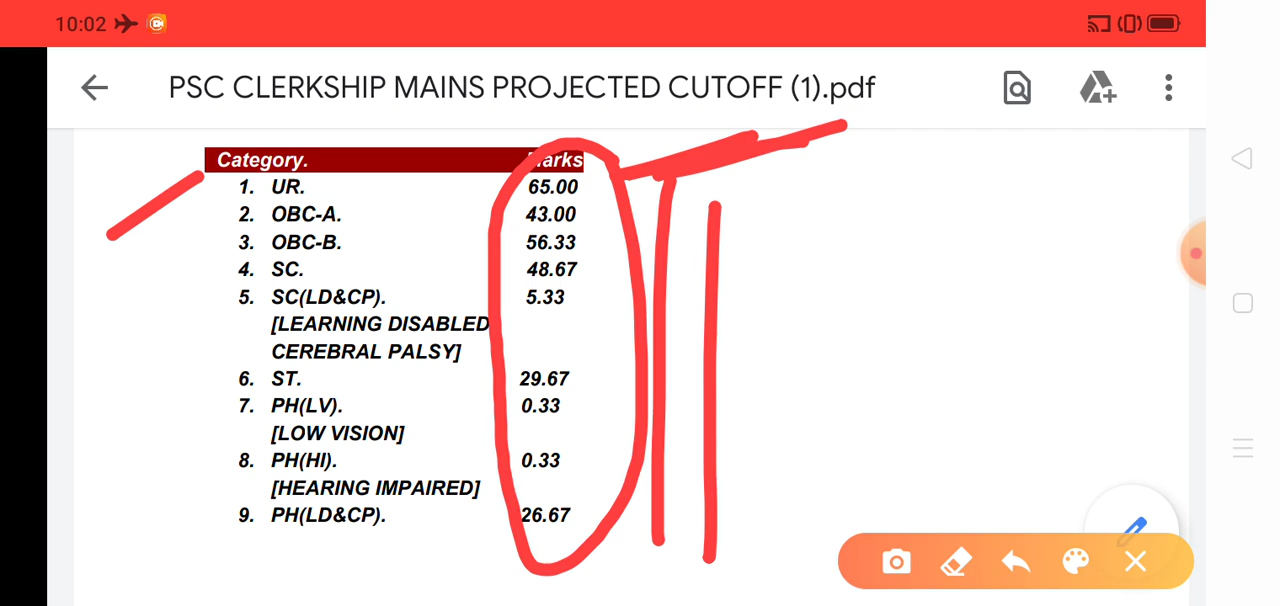 10:02
PSC CLERKSHIP MAINS PROJECTED CUTOFF (1).pdf
Category. Marks
1. UR. 65.00
2. OBC-A. 43.00
3. OBC-B. 56.33
4. SC. 48.67
5. SC(LD&CP). 5.33
[LEARNING DISABLED
CEREBRAL PALSY]
6. ST. 29.67
7. PH(LV). 0.33
[LOW VISION]
8. PH(HI). 0.33
[HEARING IMPAIRED]
9. PH(LD&CP). 26.67